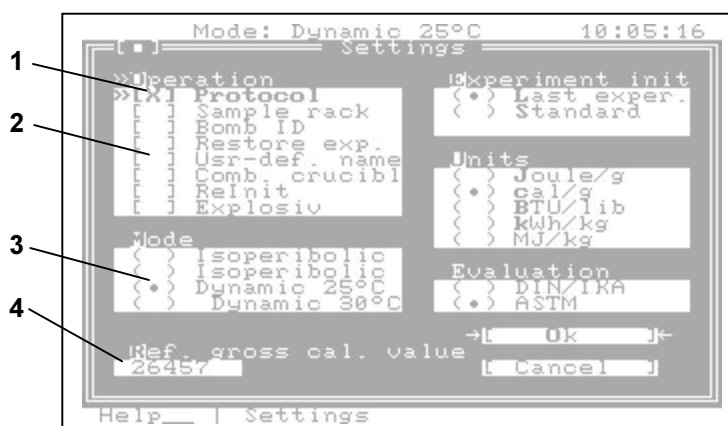 Mode: Dynamic 25°C 10:05:16
[▪] Settings
»Operation
»[X] Protocol
[ ] Sample rack
[ ] Bomb ID
[ ] Restore exp.
[ ] Usr-def. name
[ ] Comb. crucibl
[ ] ReInit
[ ] Explosiv
Mode
( ) Isoperibolic
( ) Isoperibolic
(•) Dynamic 25°C
( ) Dynamic 30°C
Ref. gross cal. value
26457
Experiment init
(•) Last exper.
( ) Standard
Units
( ) Joule/g
(•) cal/g
( ) BTU/lib
( ) kWh/kg
( ) MJ/kg
Evaluation
( ) DIN/IKA
(•) ASTM
→[ Ok ]←
[ Cancel ]
Help__ | Settings
1
2
3
4